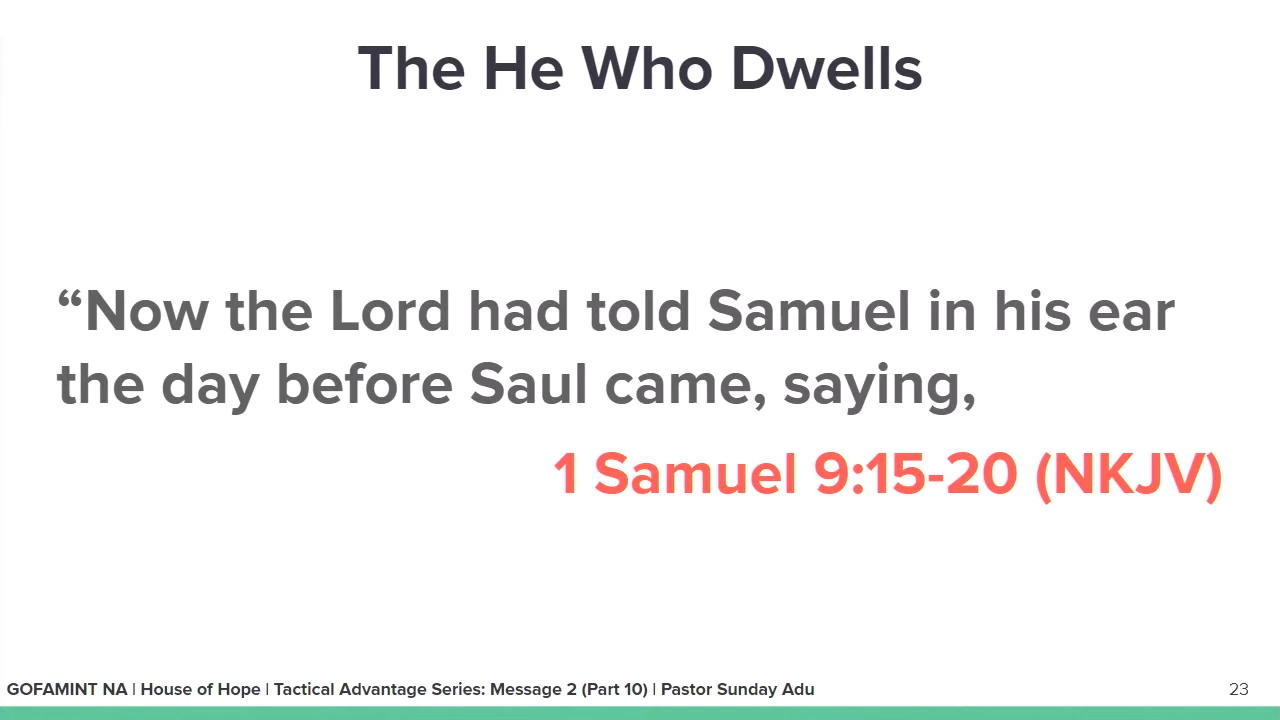 The He Who Dwells
“Now the Lord had told Samuel in his ear
the day before Saul came, saying,
1 Samuel 9:15-20 (NKJV)
GOFAMINT NA | House of Hope | Tactical Advantage Series: Message 2 (Part 10) | Pastor Sunday Adu
23